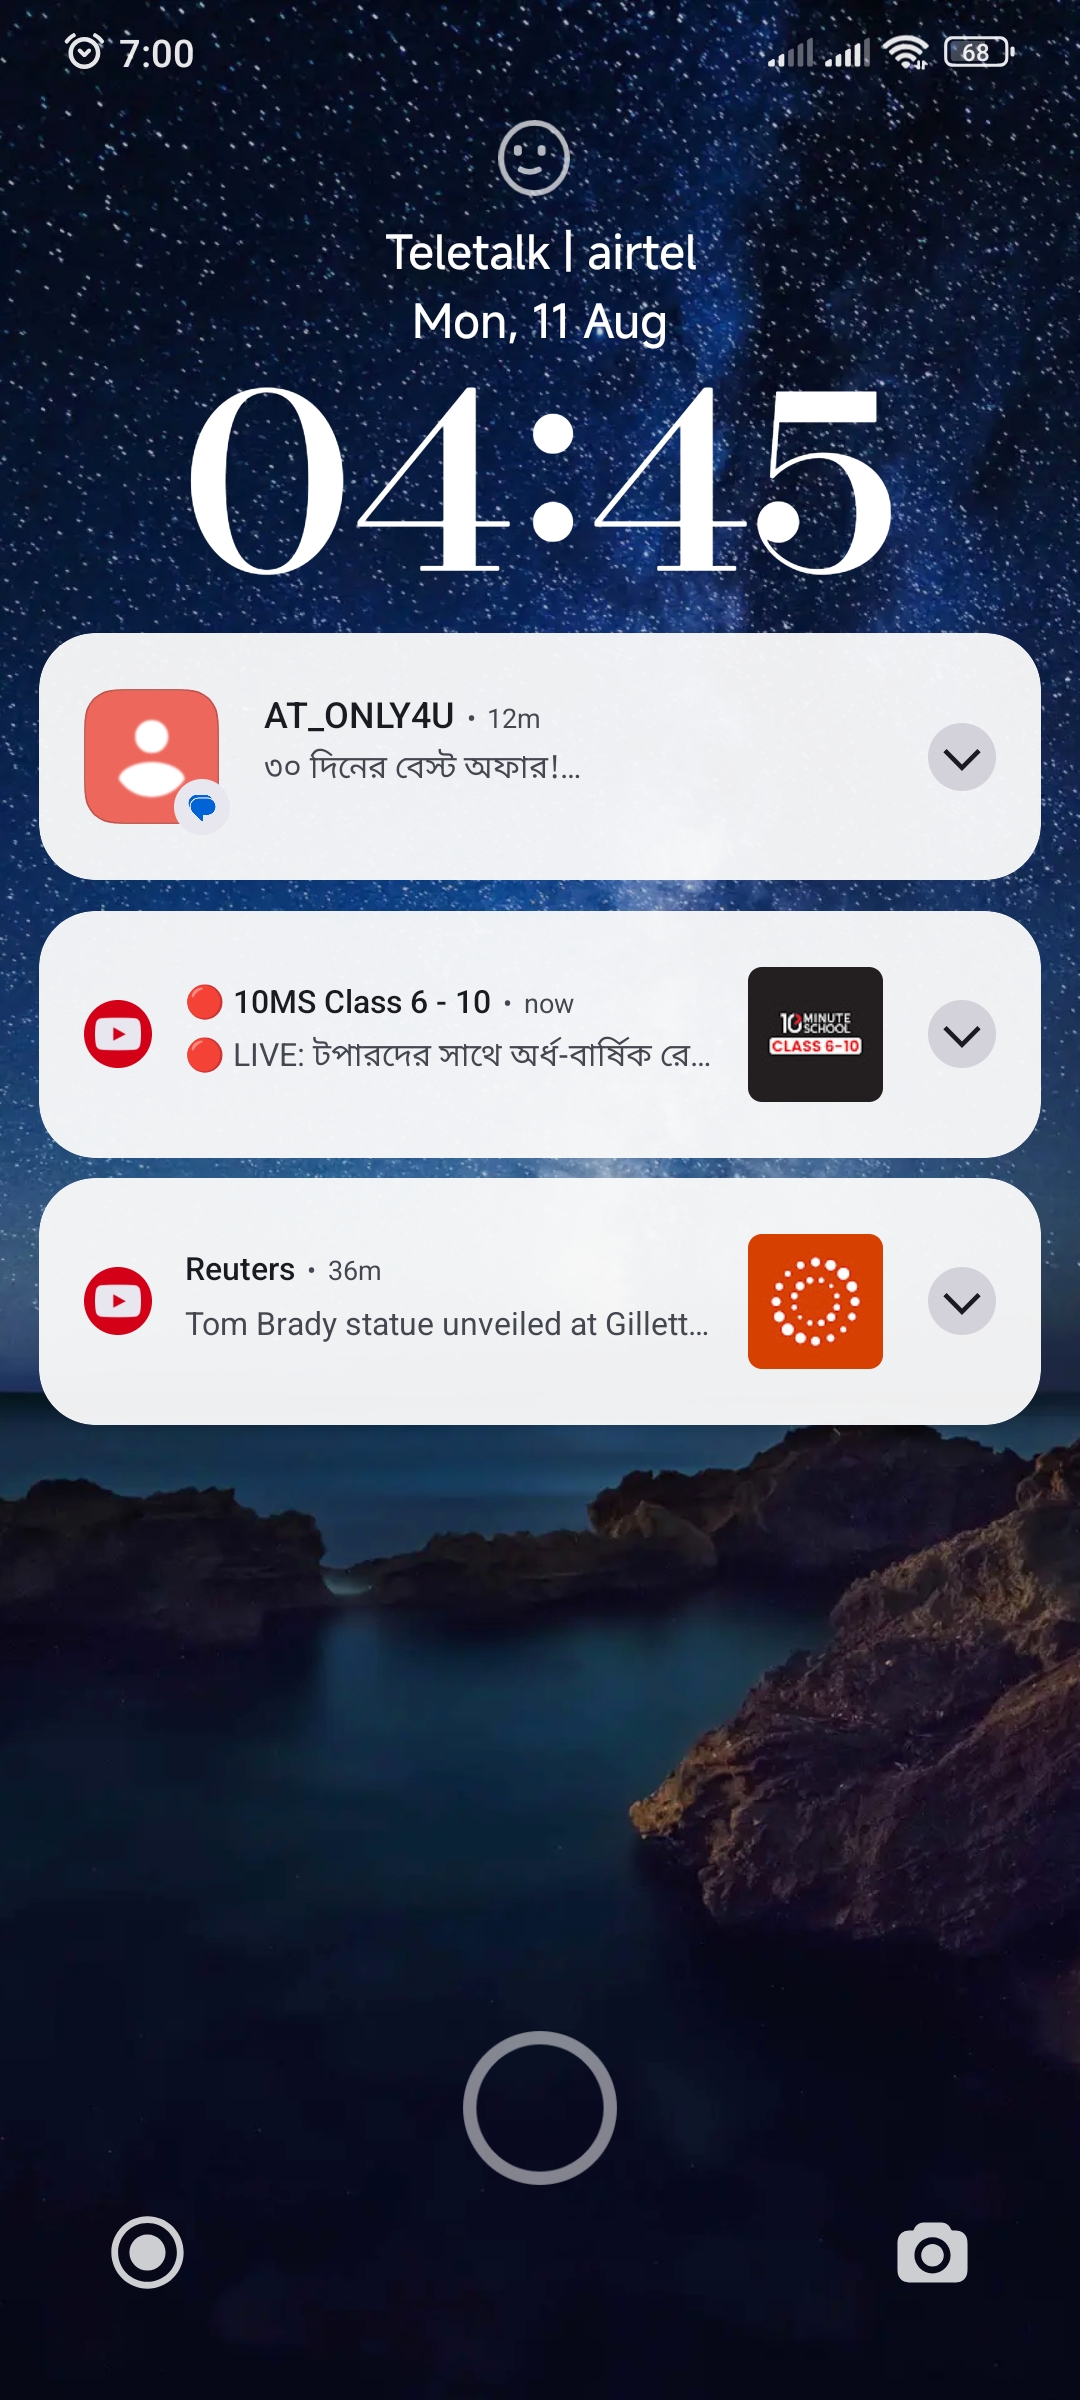 7:00
68
Teletalk | airtel
Mon, 11 Aug
04:45
AT_ONLY4U • 12m
৩০ দিনের বেস্ট অফার!...
🔴 10MS Class 6 - 10 • now
🔴 LIVE: টপারদের সাথে অর্ধ-বার্ষিক রে...
10 MINUTE
SCHOOL
CLASS 6-10
Reuters • 36m
Tom Brady statue unveiled at Gillett...